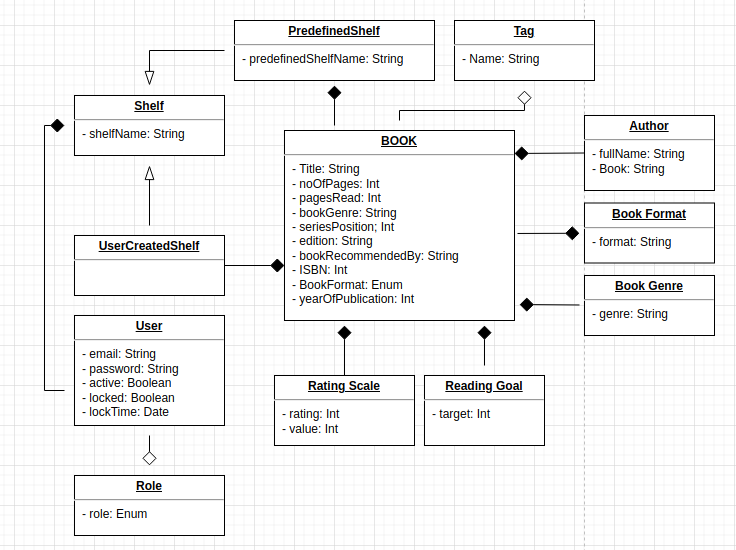 PredefinedShelf
- predefinedShelfName: String
Tag
- Name: String
Shelf
- shelfName: String
BOOK
- Title: String
- noOfPages: Int
- pagesRead: Int
- bookGenre: String
- seriesPosition; Int
- edition: String
- bookRecommendedBy: String
- ISBN: Int
- BookFormat: Enum
- yearOfPublication: Int
Author
- fullName: String
- Book: String
Book Format
- format: String
Book Genre
- genre: String
UserCreatedShelf
User
- email: String
- password: String
- active: Boolean
- locked: Boolean
- lockTime: Date
Rating Scale
- rating: Int
- value: Int
Reading Goal
- target: Int
Role
- role: Enum